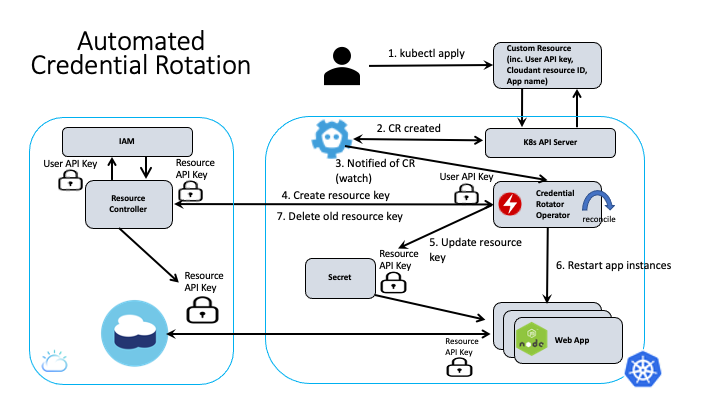 Automated
Credential Rotation
1. kubectl apply
Custom Resource
(inc. User API key,
Cloudant resource ID,
App name)
2. CR created
K8s API Server
IAM
User API Key
Resource
API Key
3. Notified of CR
(watch)
User API Key
Resource
Controller
4. Create resource key
7. Delete old resource key
Credential
Rotator
Operator
reconcile
5. Update resource
key
Resource
API Key
6. Restart app instances
Resource
API Key
Secret
node
Web App
Resource
API Key